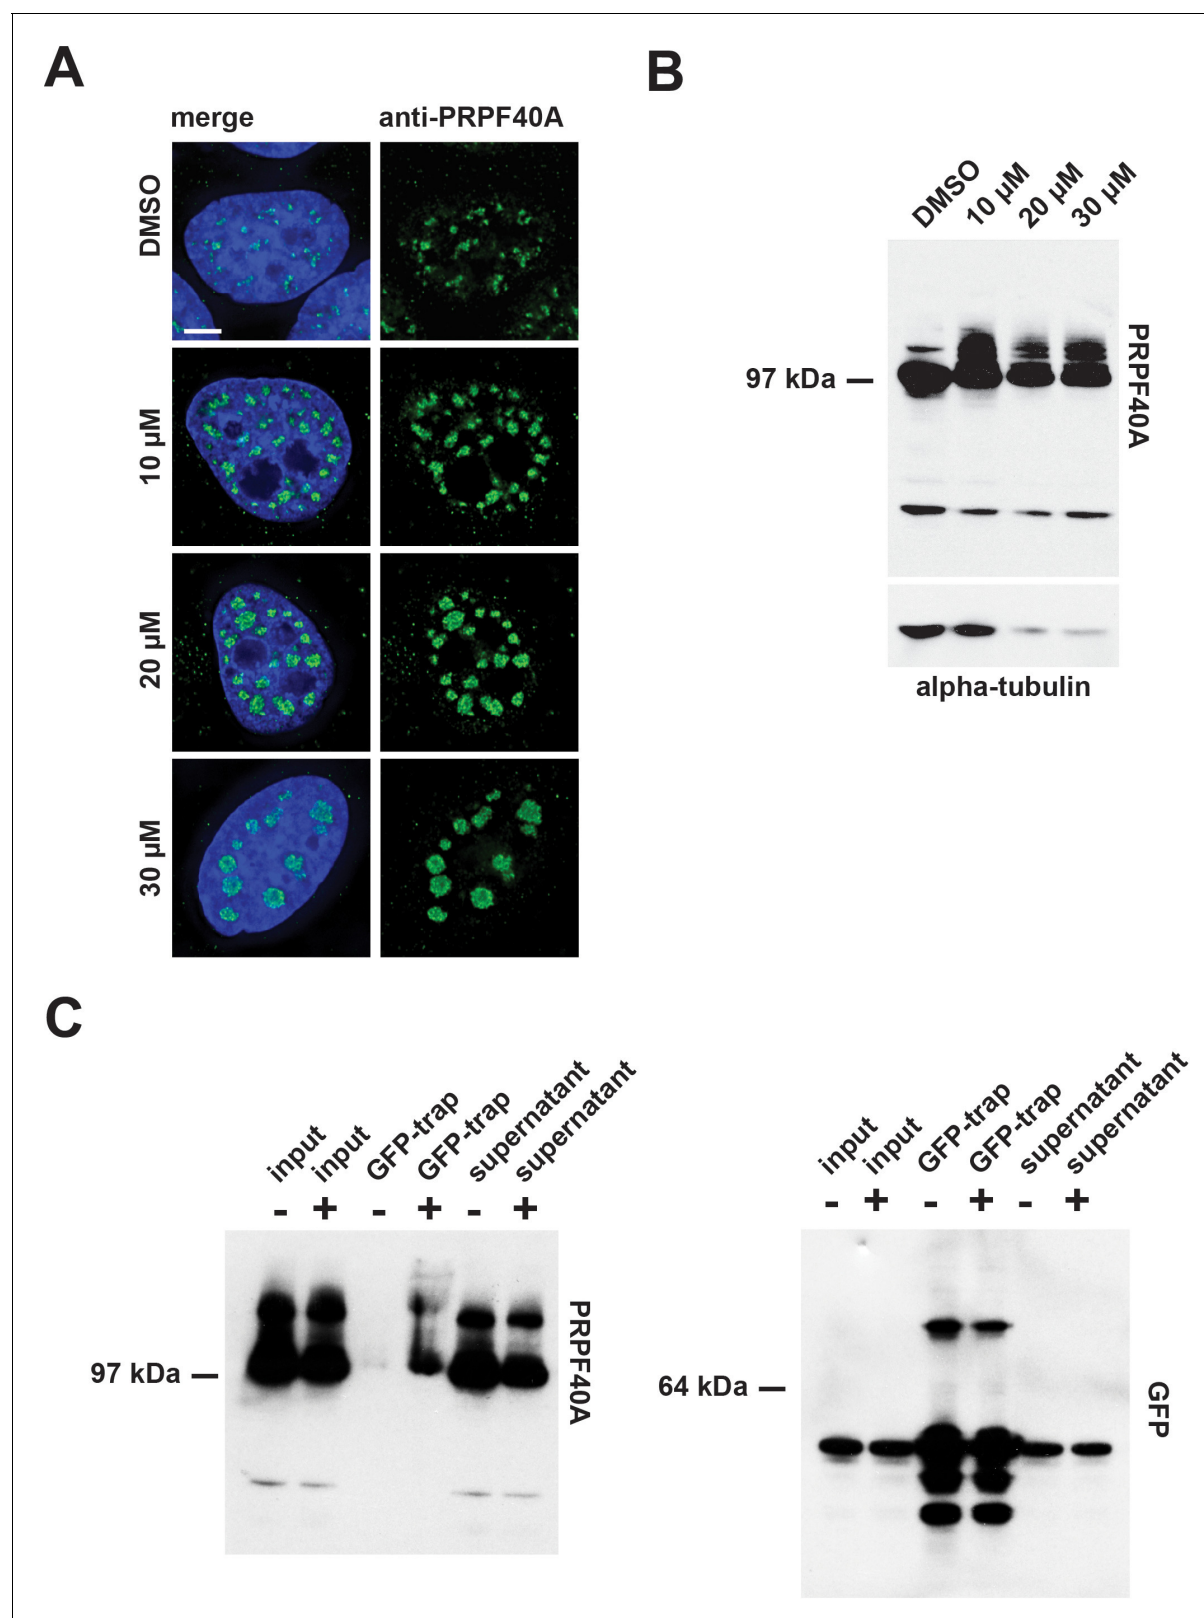 A
merge
anti-PRPF40A
DMSO
10 µM
20 µM
30 µM
B
DMSO
10 µM
20 µM
30 µM
97 kDa
PRPF40A
alpha-tubulin
C
input
input
GFP-trap
GFP-trap
supernatant
supernatant
- + - + - +
97 kDa
PRPF40A
input
input
GFP-trap
GFP-trap
supernatant
supernatant
- + - + - +
64 kDa
GFP